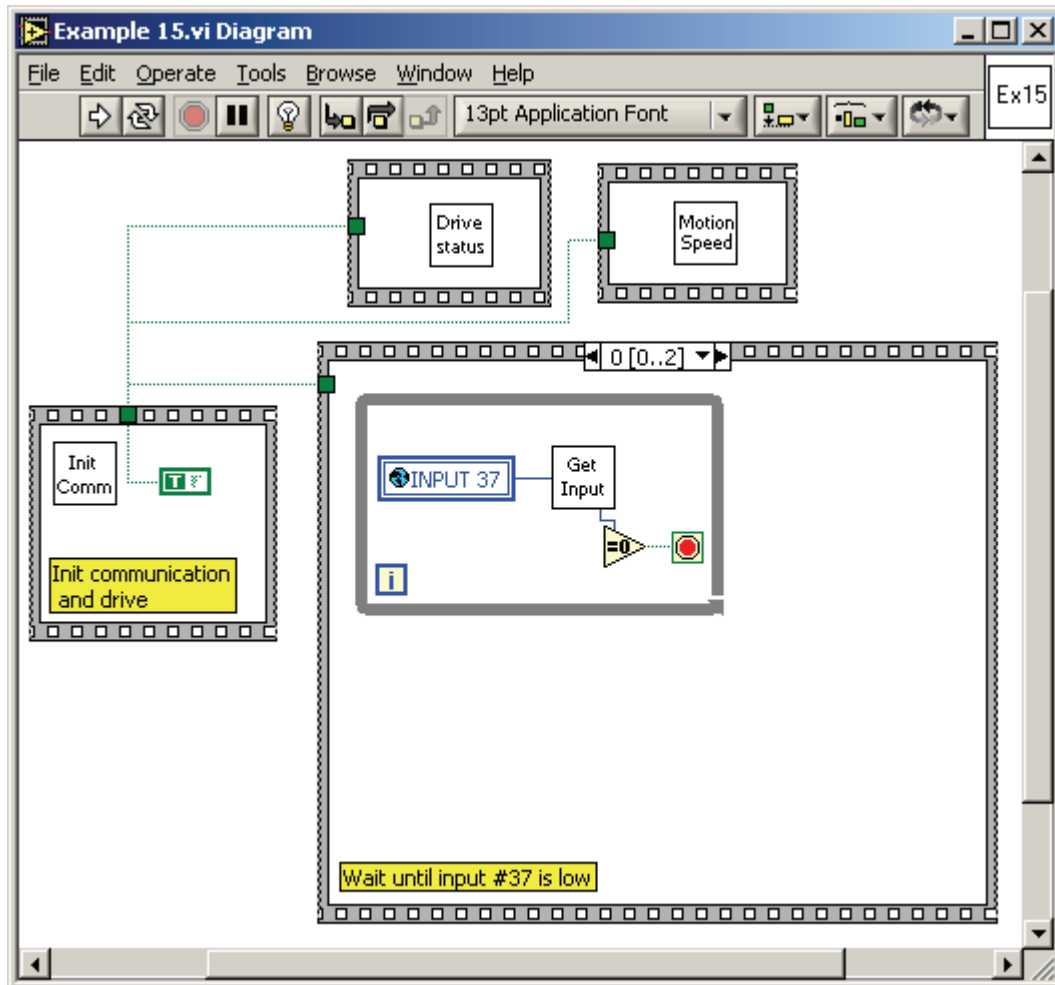 Example 15.vi Diagram
File Edit Operate Tools Browse Window Help
Ex15
13pt Application Font
Drive
status
Motion
Speed
0 [0..2]
Init
Comm
T F
INPUT 37
Get
Input
=0
i
Init communication
and drive
Wait until input #37 is low